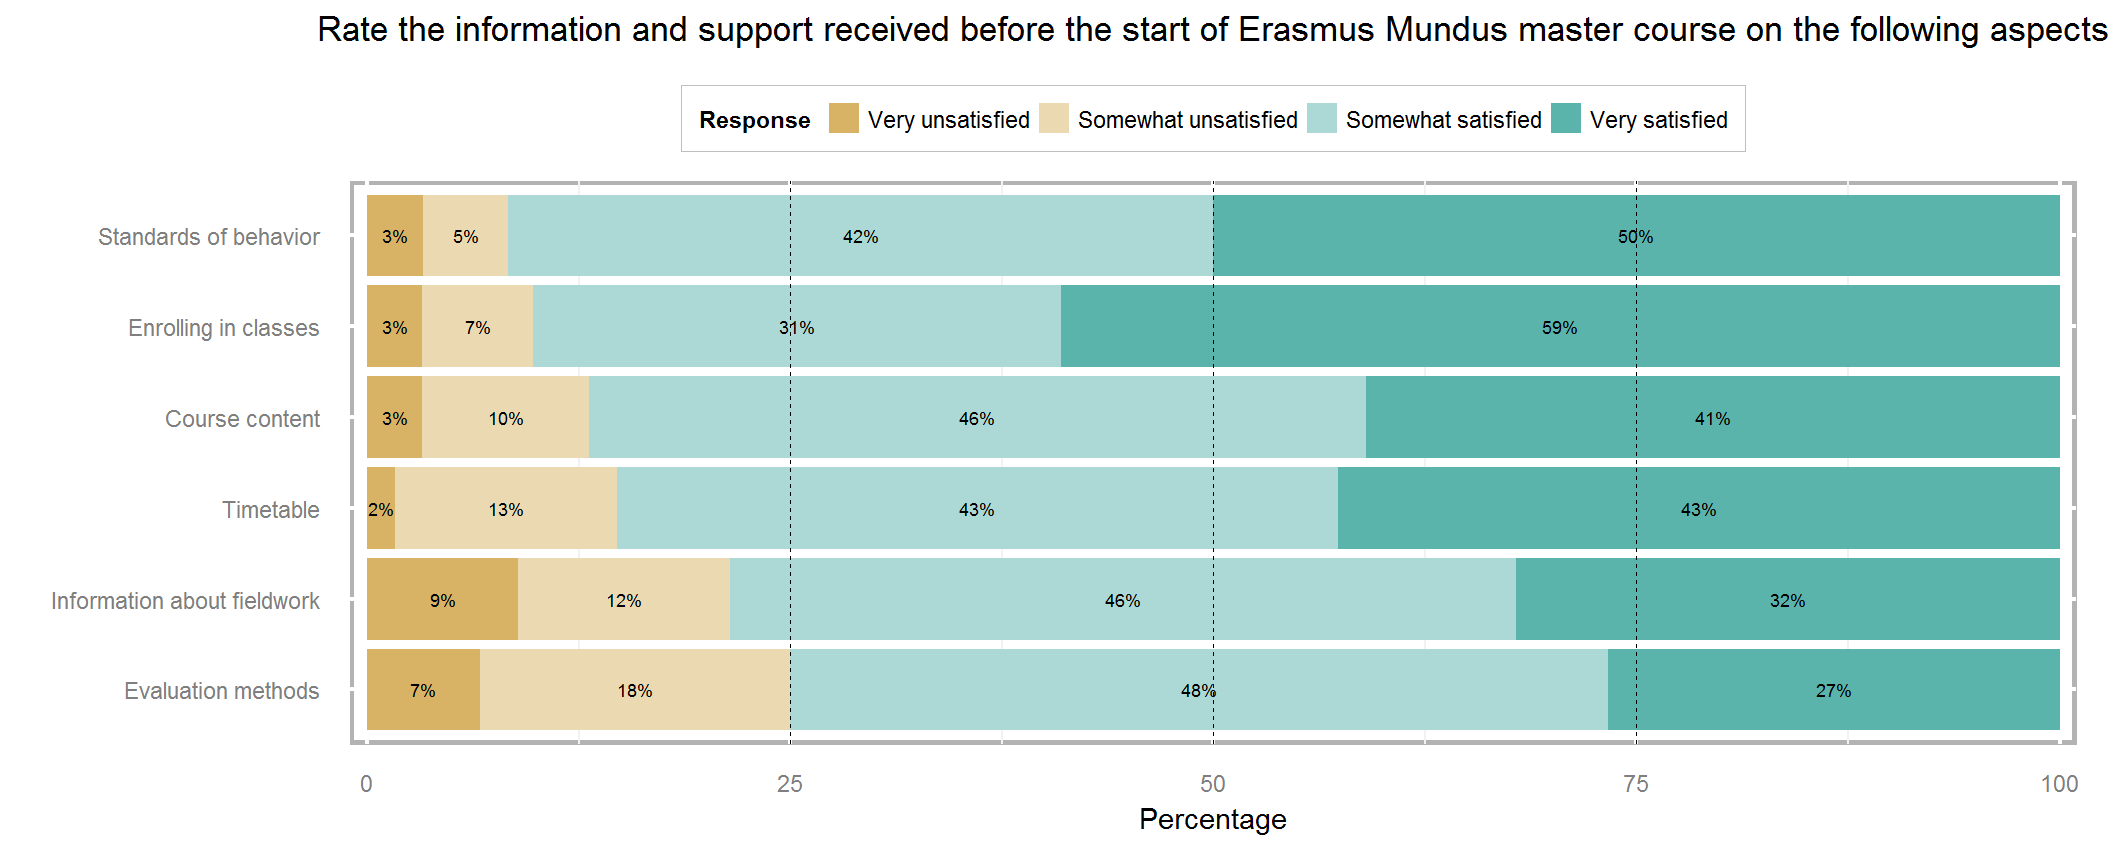 Rate the information and support received before the start of Erasmus Mundus master course on the following aspects
Response Very unsatisfied Somewhat unsatisfied Somewhat satisfied Very satisfied
Standards of behavior 3% 5% 42% 50%
Enrolling in classes 3% 7% 31% 59%
Course content 3% 10% 46% 41%
Timetable 2% 13% 43% 43%
Information about fieldwork 9% 12% 46% 32%
Evaluation methods 7% 18% 48% 27%
0 25 50 75 100
Percentage